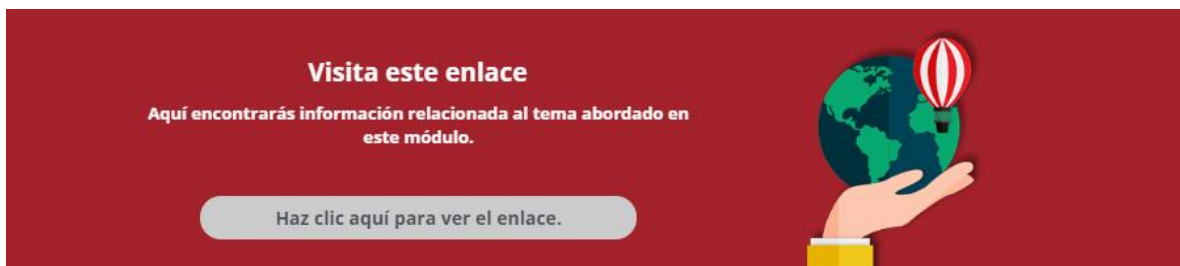 Visita este enlace
Aquí encontrarás información relacionada al tema abordado en
este módulo.
Haz clic aquí para ver el enlace.